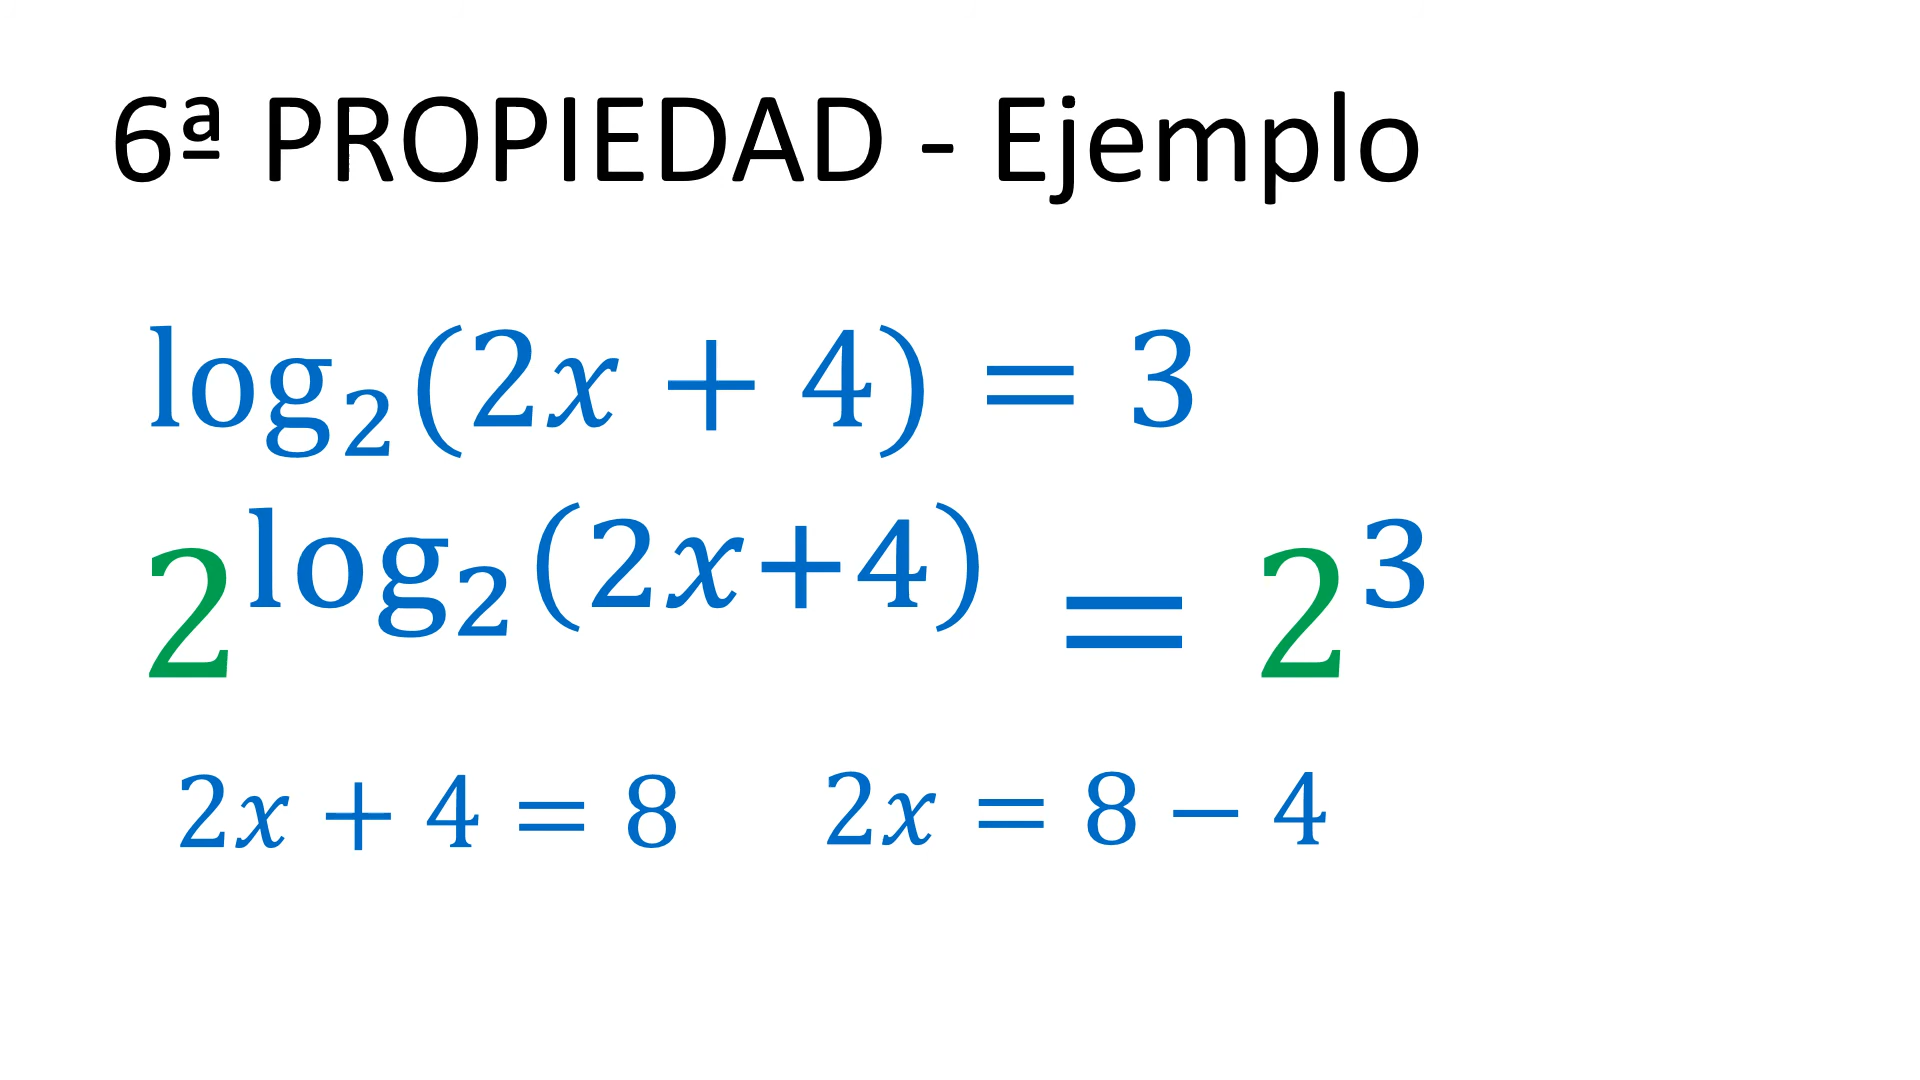 6ª PROPIEDAD - Ejemplo
log₂(2x + 4) = 3
2^log₂(2x+4) = 2³
2x + 4 = 8 2x = 8 − 4